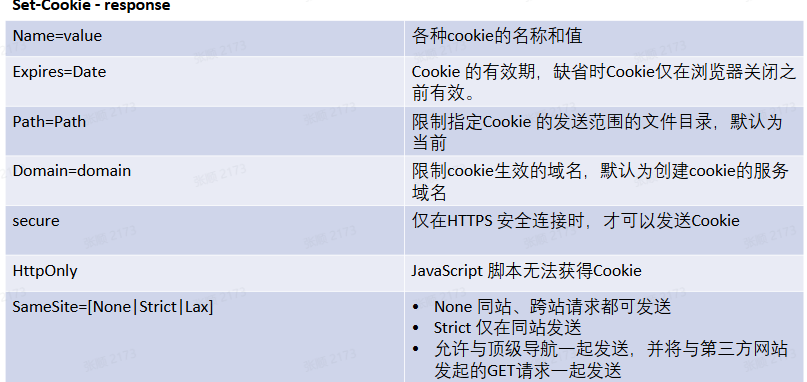 Set-Cookie - response
Name=value
各种cookie的名称和值
Expires=Date
Cookie 的有效期，缺省时Cookie仅在浏览器关闭之
前有效。
Path=Path
限制指定Cookie 的发送范围的文件目录，默认为
当前
Domain=domain
限制cookie生效的域名，默认为创建cookie的服务
域名
secure
仅在HTTPS 安全连接时，才可以发送Cookie
HttpOnly
JavaScript 脚本无法获得Cookie
SameSite=[None|Strict|Lax]
• None 同站、跨站请求都可发送
• Strict 仅在同站发送
• 允许与顶级导航一起发送，并将与第三方网站
发起的GET请求一起发送